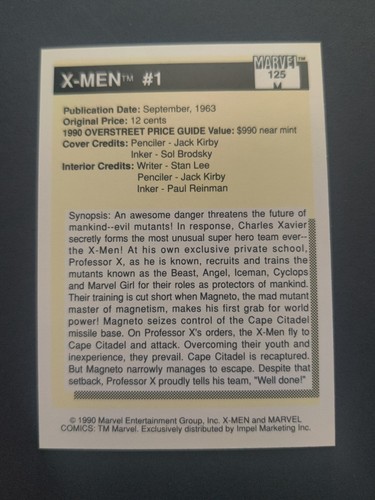 MARVEL™
X-MEN™ #1
125
M
Publication Date: September, 1963
Original Price: 12 cents
1990 OVERSTREET PRICE GUIDE Value: $990 near mint
Cover Credits: Penciler - Jack Kirby
Inker - Sol Brodsky
Interior Credits: Writer - Stan Lee
Penciler - Jack Kirby
Inker - Paul Reinman
Synopsis: An awesome danger threatens the future of
mankind--evil mutants! In response, Charles Xavier
secretly forms the most unusual super hero team ever--
the X-Men! At his own exclusive private school,
Professor X, as he is known, recruits and trains the
mutants known as the Beast, Angel, Iceman, Cyclops
and Marvel Girl for their roles as protectors of mankind.
Their training is cut short when Magneto, the mad mutant
master of magnetism, makes his first grab for world
power! Magneto seizes control of the Cape Citadel
missile base. On Professor X's orders, the X-Men fly to
Cape Citadel and attack. Overcoming their youth and
inexperience, they prevail. Cape Citadel is recaptured.
But Magneto narrowly manages to escape. Despite that
setback, Professor X proudly tells his team, "Well done!"
© 1990 Marvel Entertainment Group, Inc. X-MEN and MARVEL
COMICS: TM Marvel. Exclusively distributed by Impel Marketing Inc.